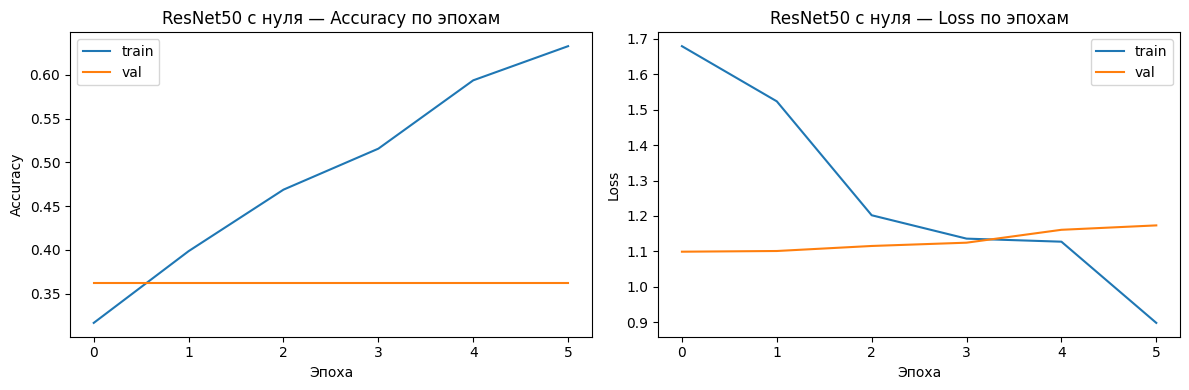 ResNet50 с нуля — Accuracy по эпохам
train
val
0.60
0.55
0.50
0.45
0.40
0.35
Accuracy
0 1 2 3 4 5
Эпоха
ResNet50 с нуля — Loss по эпохам
train
val
1.7
1.6
1.5
1.4
1.3
1.2
1.1
1.0
0.9
Loss
0 1 2 3 4 5
Эпоха